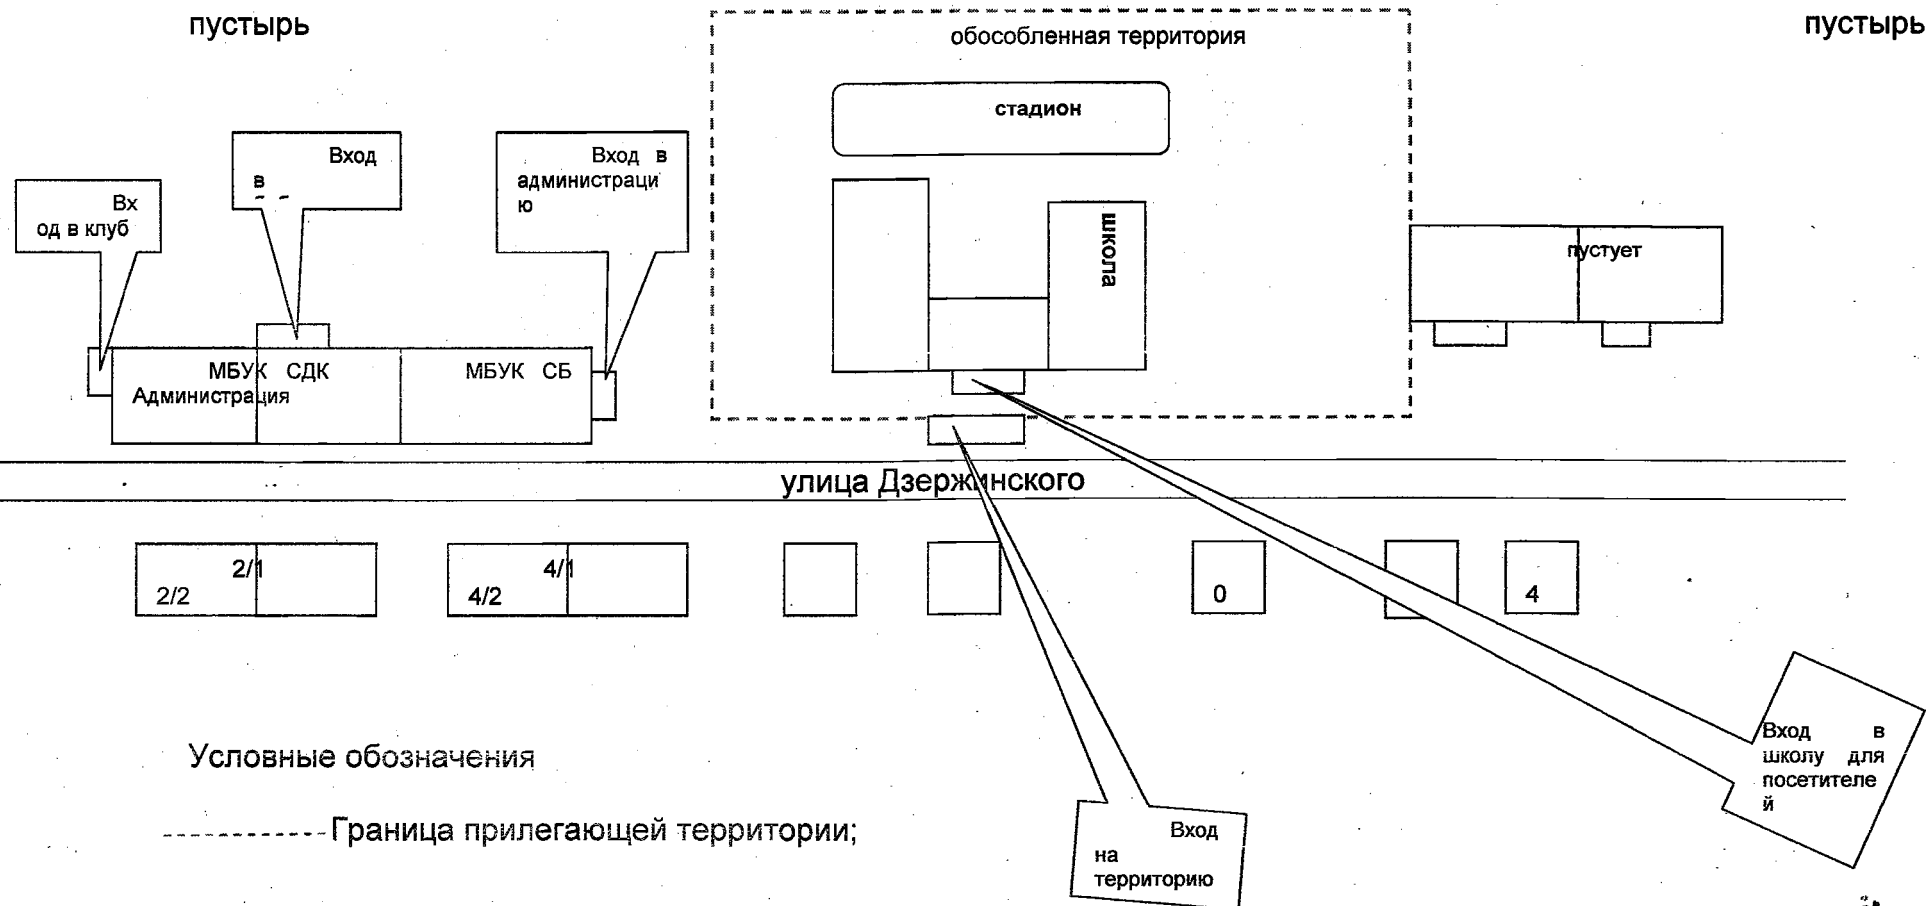 пустырь
обособленная территория
пустырь
стадион
Вход
в
Вход в
администраци
ю
Вх
од в клуб
школа
пустует
МБУК СДК
Администрация
МБУК СБ
улица Дзержинского
2/1
2/2
4/1
4/2
0
4
Вход в
школу для
посетителе
й
Условные обозначения
Граница прилегающей территории;
Вход
на
территорию